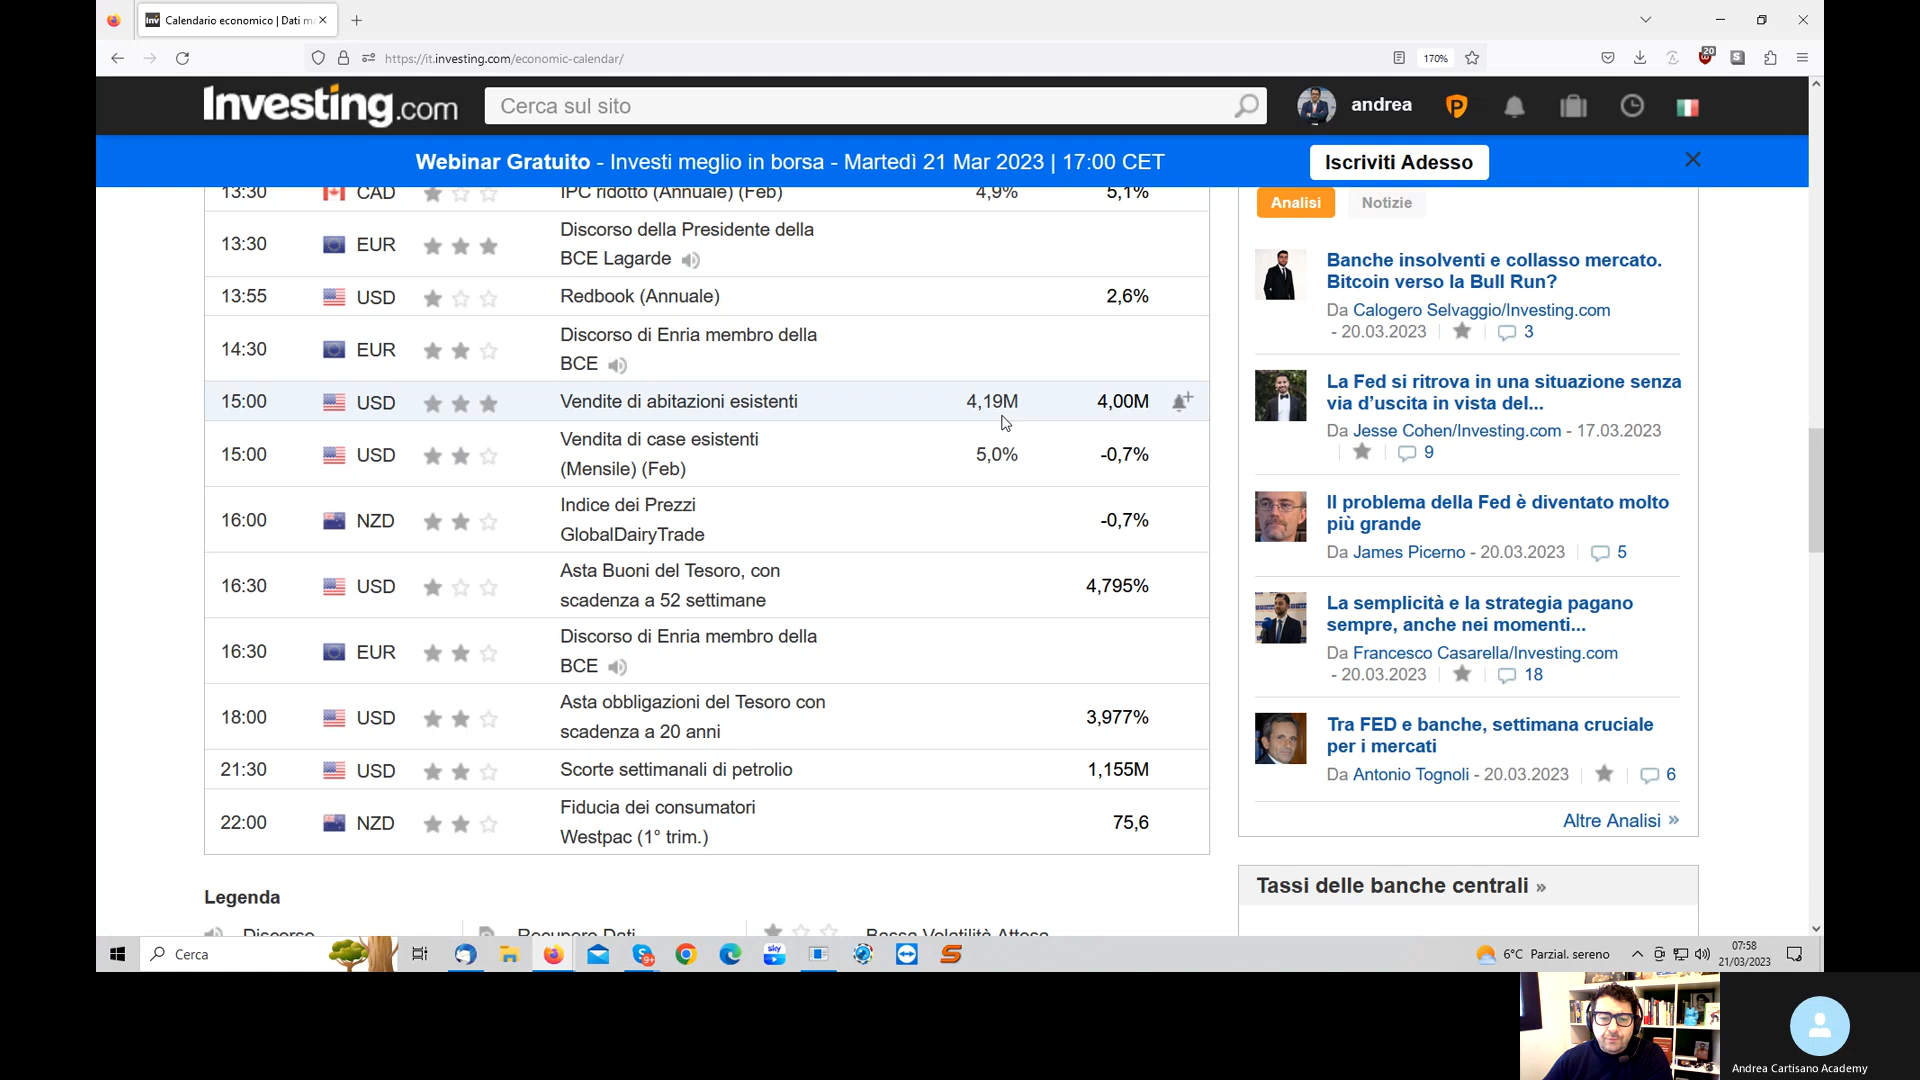 Calendario economico | Dati m
https://it.investing.com/economic-calendar/
170%
20
Investing.com
Cerca sul sito
andrea
Webinar Gratuito - Investi meglio in borsa - Martedì 21 Mar 2023 | 17:00 CET
Iscriviti Adesso
13:30 CAD IPC ridotto (Annuale) (Feb) 4,9% 5,1%
13:30 EUR Discorso della Presidente della
BCE Lagarde
13:55 USD Redbook (Annuale) 2,6%
14:30 EUR Discorso di Enria membro della
BCE
15:00 USD Vendite di abitazioni esistenti 4,19M 4,00M
15:00 USD Vendita di case esistenti
(Mensile) (Feb) 5,0% -0,7%
16:00 NZD Indice dei Prezzi
GlobalDairyTrade -0,7%
16:30 USD Asta Buoni del Tesoro, con
scadenza a 52 settimane 4,795%
16:30 EUR Discorso di Enria membro della
BCE
18:00 USD Asta obbligazioni del Tesoro con
scadenza a 20 anni 3,977%
21:30 USD Scorte settimanali di petrolio 1,155M
22:00 NZD Fiducia dei consumatori
Westpac (1° trim.) 75,6
Legenda
Discorso Recupero Dati Bassa Volatilità Attesa
Analisi Notizie
Banche insolventi e collasso mercato.
Bitcoin verso la Bull Run?
Da Calogero Selvaggio/Investing.com
- 20.03.2023 3
La Fed si ritrova in una situazione senza
via d'uscita in vista del...
Da Jesse Cohen/Investing.com - 17.03.2023
9
Il problema della Fed è diventato molto
più grande
Da James Picerno - 20.03.2023 5
La semplicità e la strategia pagano
sempre, anche nei momenti...
Da Francesco Casarella/Investing.com
- 20.03.2023 18
Tra FED e banche, settimana cruciale
per i mercati
Da Antonio Tognoli - 20.03.2023 6
Altre Analisi »
Tassi delle banche centrali »
Cerca
9+
sky
6°C Parzial. sereno
07:58
21/03/2023
Andrea Cartisano Academy